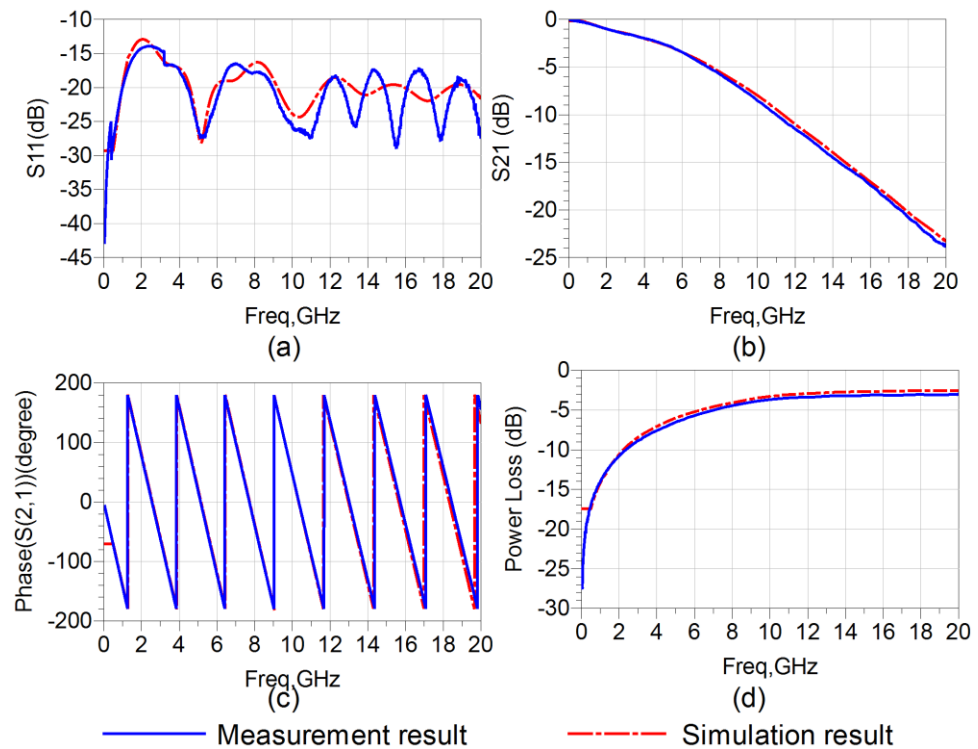 -10
-15
-20
-25
-30
-35
-40
-45
S11(dB)
0 2 4 6 8 10 12 14 16 18 20
Freq,GHz
(a)
0
-5
-10
-15
-20
-25
S21 (dB)
0 2 4 6 8 10 12 14 16 18 20
Freq,GHz
(b)
200
100
0
-100
-200
Phase(S(2,1))(degree)
0 2 4 6 8 10 12 14 16 18 20
Freq,GHz
(c)
0
-5
-10
-15
-20
-25
-30
Power Loss (dB)
0 2 4 6 8 10 12 14 16 18 20
Freq,GHz
(d)
Measurement result
Simulation result